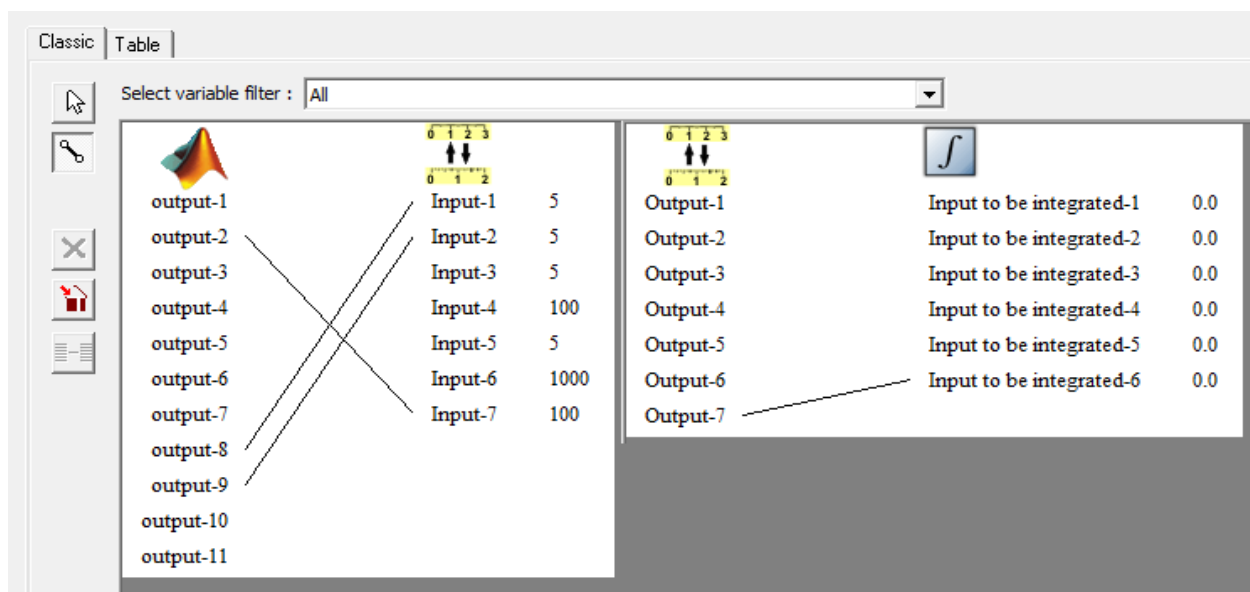 Classic Table
Select variable filter : All
0 1 2 3
0 1 2
output-1 Input-1 5
output-2 Input-2 5
output-3 Input-3 5
output-4 Input-4 100
output-5 Input-5 5
output-6 Input-6 1000
output-7 Input-7 100
output-8
output-9
output-10
output-11
0 1 2 3
0 1 2
∫
Output-1 Input to be integrated-1 0.0
Output-2 Input to be integrated-2 0.0
Output-3 Input to be integrated-3 0.0
Output-4 Input to be integrated-4 0.0
Output-5 Input to be integrated-5 0.0
Output-6 Input to be integrated-6 0.0
Output-7